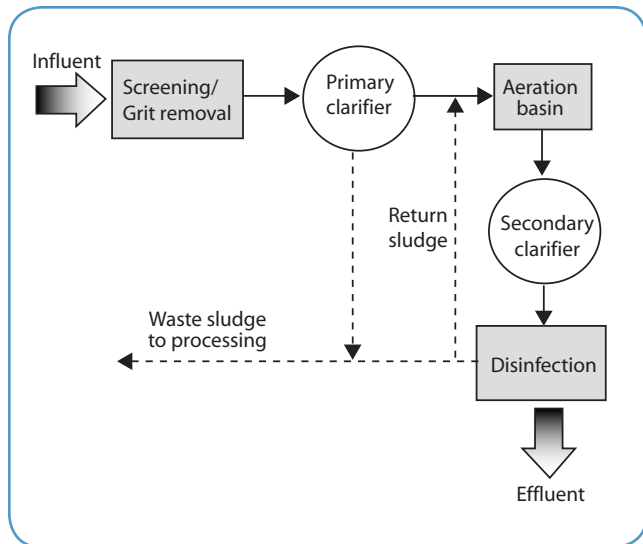 Influent
Screening/
Grit removal
Primary
clarifier
Aeration
basin
Return
sludge
Secondary
clarifier
Waste sludge
to processing
Disinfection
Effluent